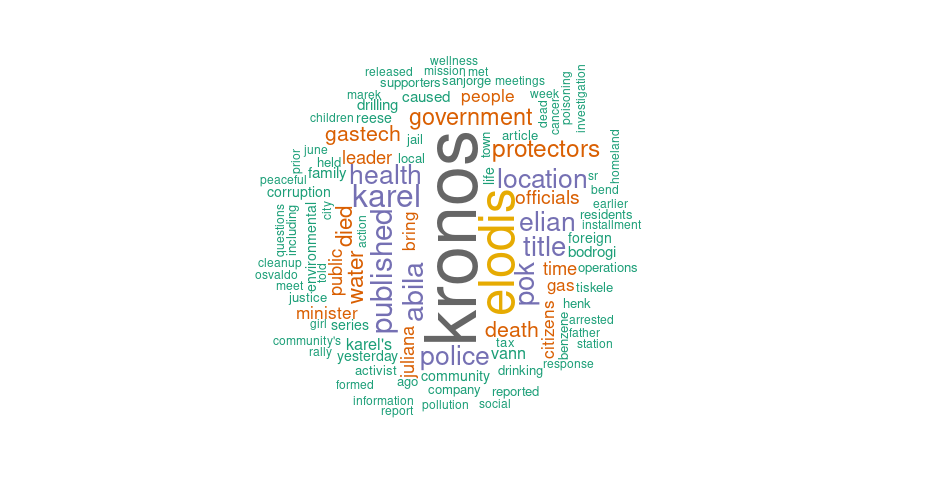 wellness
released
mission
met
supporters
sanjorge
meetings
marek
caused
people
week
dead
cancer
poisoning
investigation
drilling
children
reese
government
gastech
jail
town
article
protectors
homeland
prior
june
held
leader
local
kronos
life
family
health
location
sr
peaceful
corruption
karel
elodis
officials
bend
earlier
questions
including
environmental
city
died
action
published
bring
elian
residents
installment
title
foreign
bodrogi
cleanup
osvaldo
told
public
water
abila
pok
time
operations
meet
gas
tiskele
justice
minister
henk
girl
series
death
citizens
benzene
arrested
father
station
community's
karel's
juliana
tax
rally
yesterday
police
vann
response
activist
ago
community
drinking
formed
company
reported
information
report
pollution
social